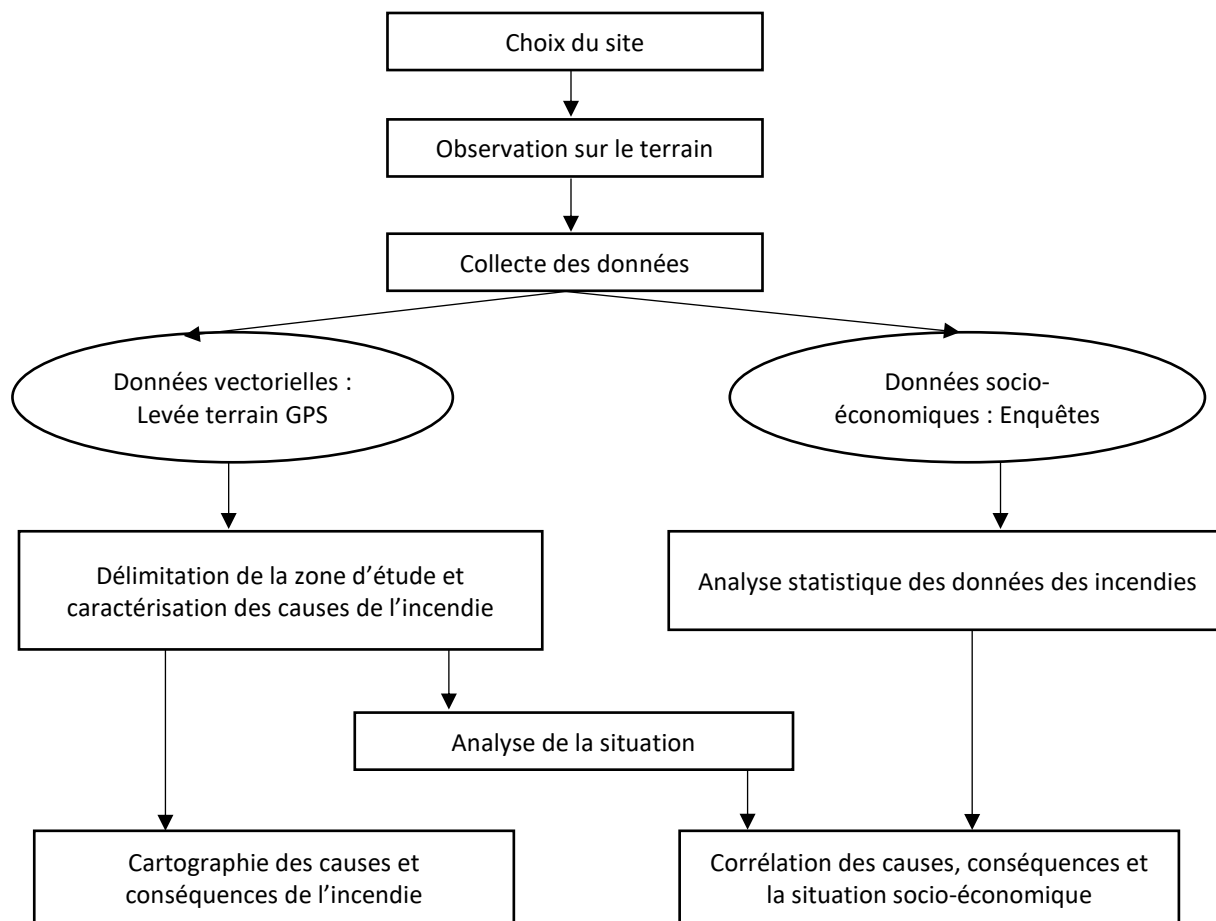 Choix du site
Observation sur le terrain
Collecte des données
Données vectorielles :
Levée terrain GPS
Données socio-
économiques : Enquêtes
Délimitation de la zone d’étude et
caractérisation des causes de l’incendie
Analyse statistique des données des incendies
Analyse de la situation
Cartographie des causes et
conséquences de l’incendie
Corrélation des causes, conséquences et
la situation socio-économique